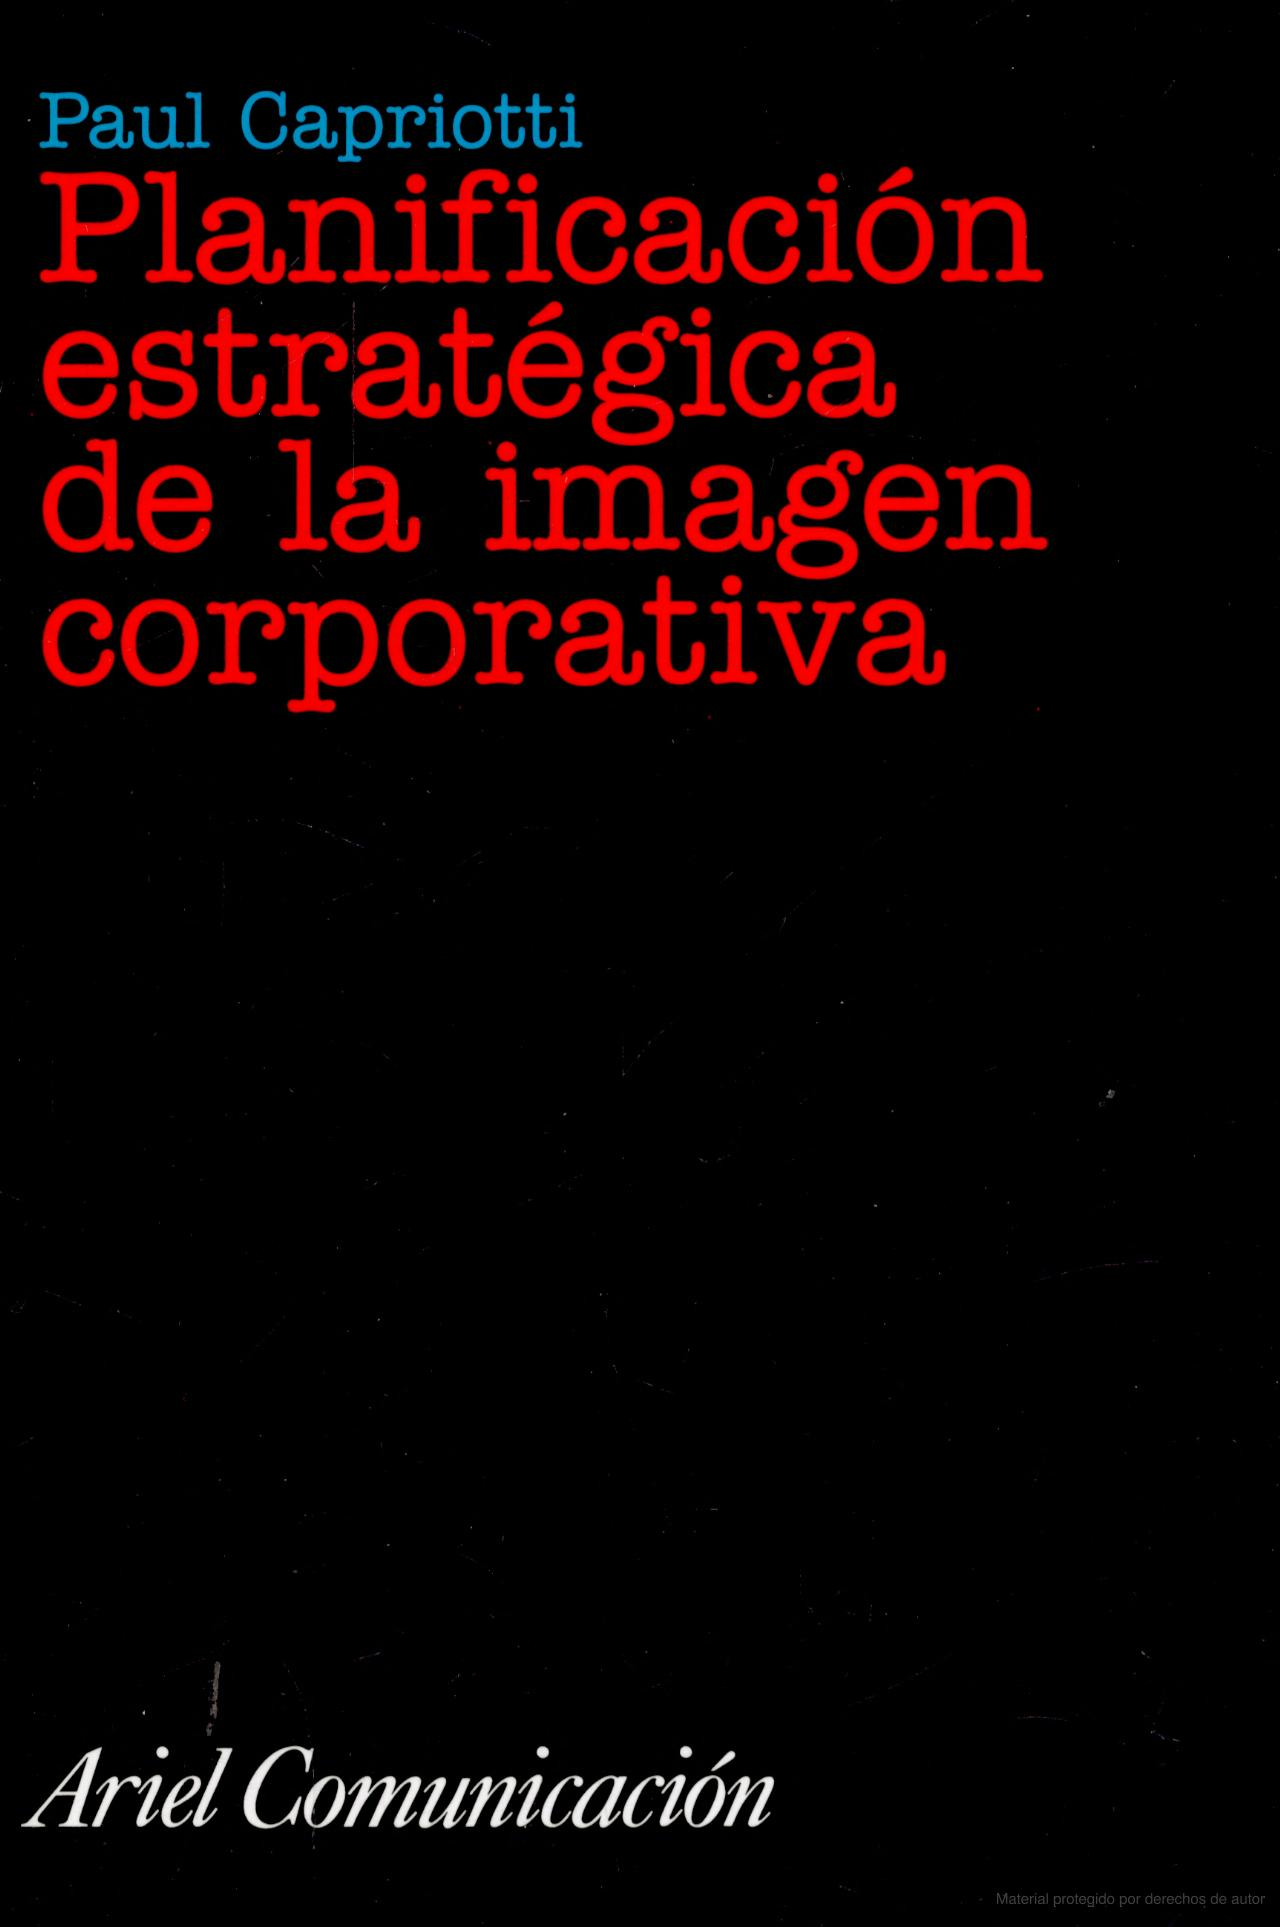 Paul Capriotti
Planificación
estratégica
de la imagen
corporativa
Ariel Comunicación
Material protegido por derechos de autor